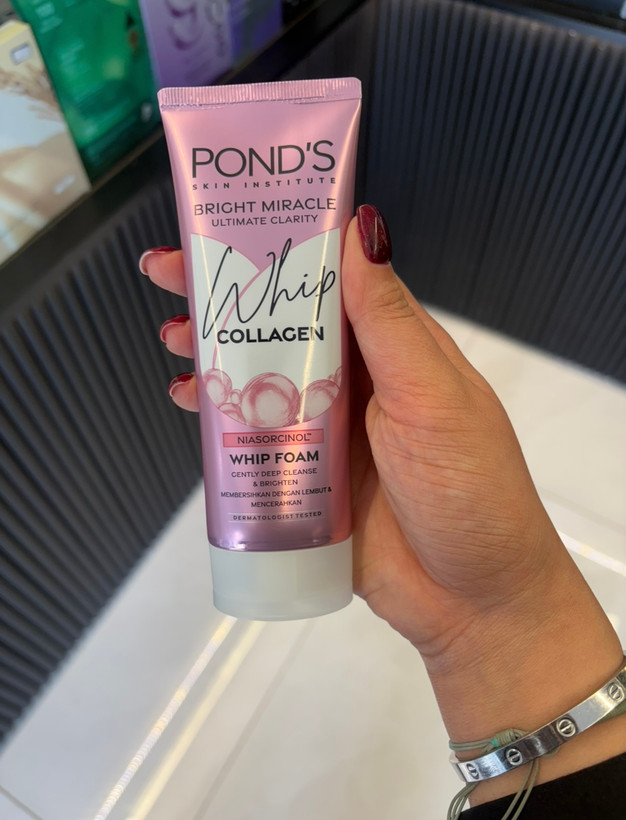 POND'S
SKIN INSTITUTE
BRIGHT MIRACLE
ULTIMATE CLARITY
Whip
COLLAGEN
NIASORCINOL™
WHIP FOAM
GENTLY DEEP CLEANSE
& BRIGHTEN
MEMBERSIHKAN DENGAN LEMBUT &
MENCERAHKAN
DERMATOLOGIST TESTED